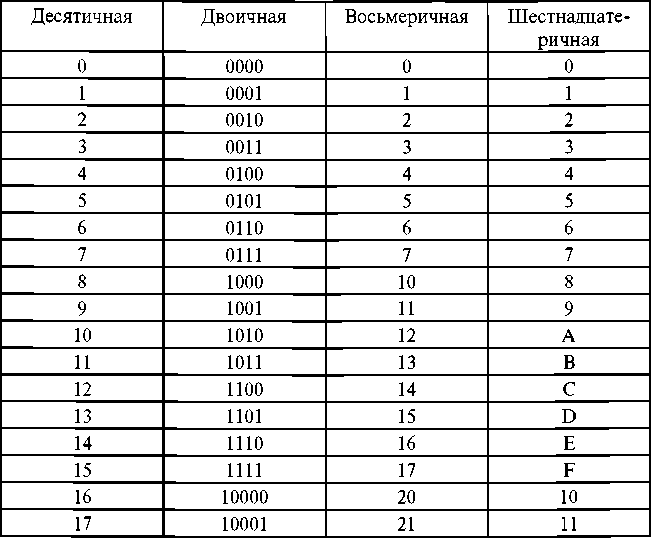 Десятичная Двоичная Восьмеричная Шестнадцате-
ричная
0 0000 0 0
1 0001 1 1
2 0010 2 2
3 0011 3 3
4 0100 4 4
5 0101 5 5
6 0110 6 6
7 0111 7 7
8 1000 10 8
9 1001 11 9
10 1010 12 A
11 1011 13 B
12 1100 14 C
13 1101 15 D
14 1110 16 E
15 1111 17 F
16 10000 20 10
17 10001 21 11